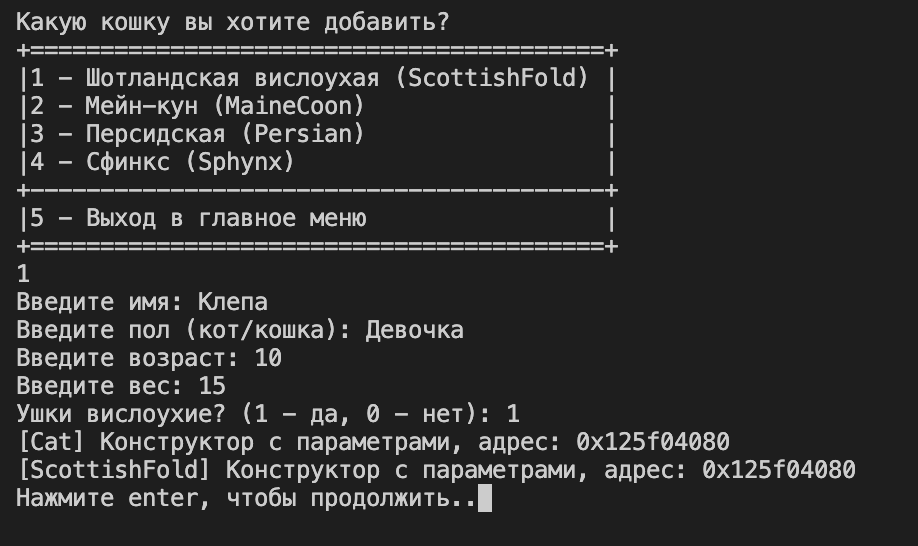 Какую кошку вы хотите добавить?
+=========================================+
|1 - Шотландская вислоухая (ScottishFold) |
|2 - Мейн-кун (MaineCoon)                 |
|3 - Персидская (Persian)                 |
|4 - Сфинкс (Sphynx)                      |
+-----------------------------------------+
|5 - Выход в главное меню                 |
+=========================================+
1
Введите имя: Клепа
Введите пол (кот/кошка): Девочка
Введите возраст: 10
Введите вес: 15
Ушки вислоухие? (1 - да, 0 - нет): 1
[Cat] Конструктор с параметрами, адрес: 0x125f04080
[ScottishFold] Конструктор с параметрами, адрес: 0x125f04080
Нажмите enter, чтобы продолжить..